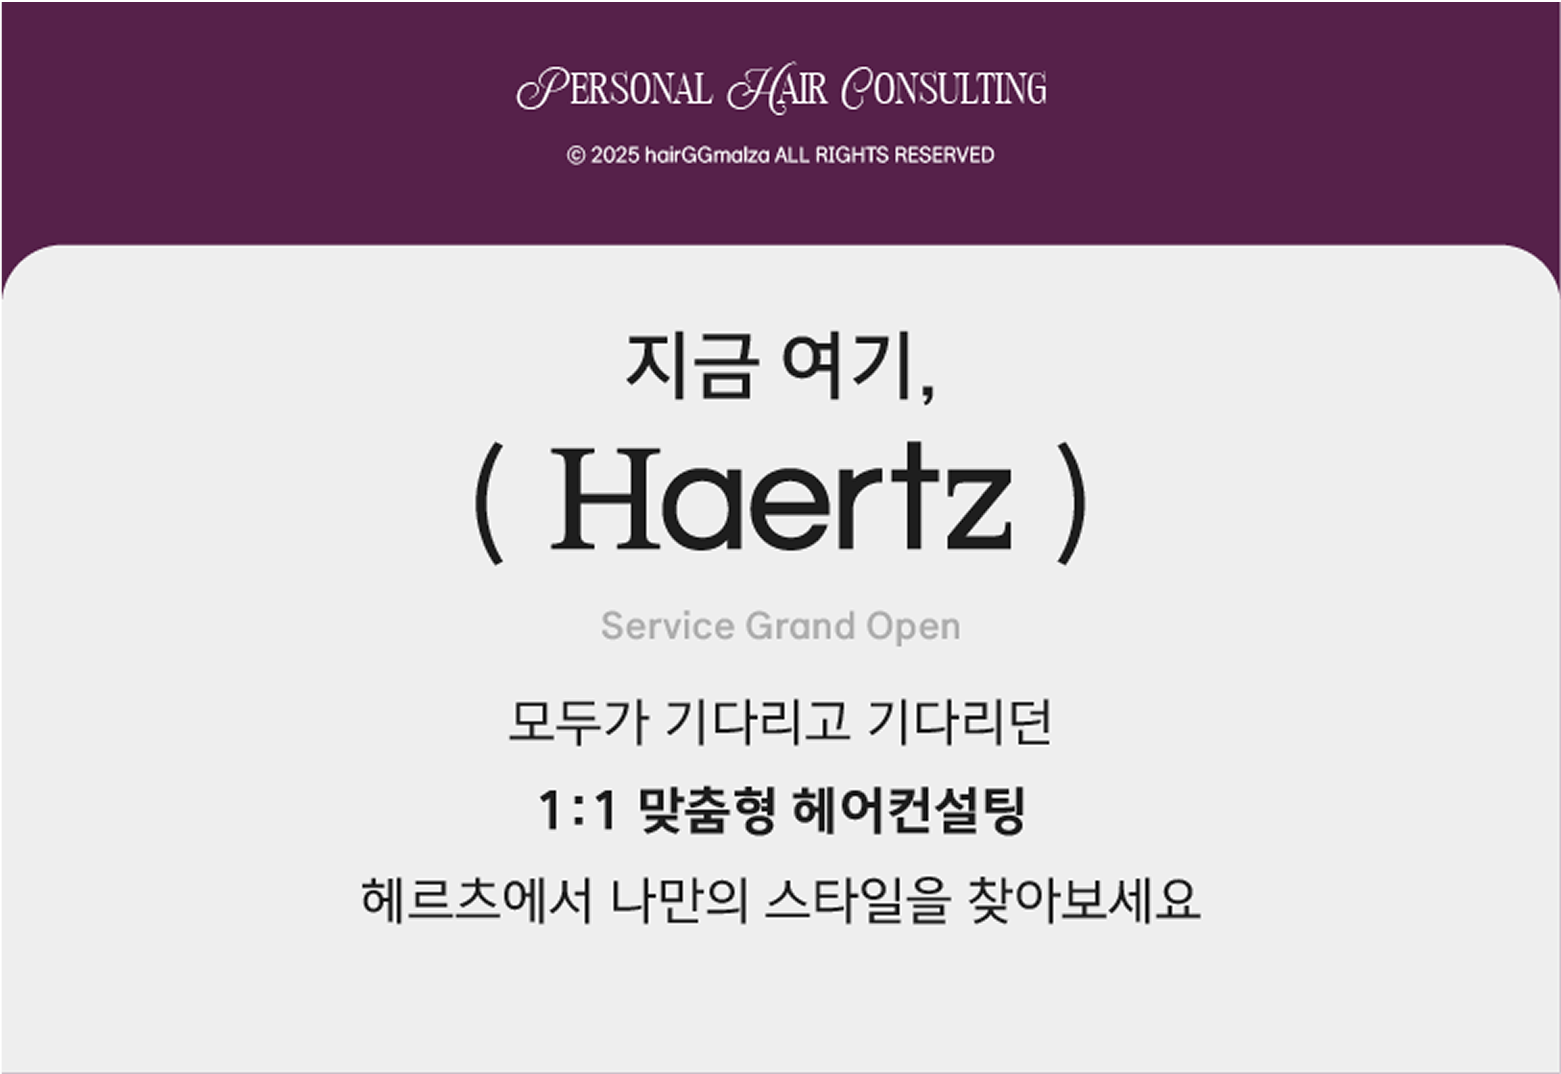 PERSONAL HAIR CONSULTING
© 2025 hairGGmalza ALL RIGHTS RESERVED
지금 여기,
( Haertz )
Service Grand Open
모두가 기다리고 기다리던
1:1 맞춤형 헤어컨설팅
헤르츠에서 나만의 스타일을 찾아보세요